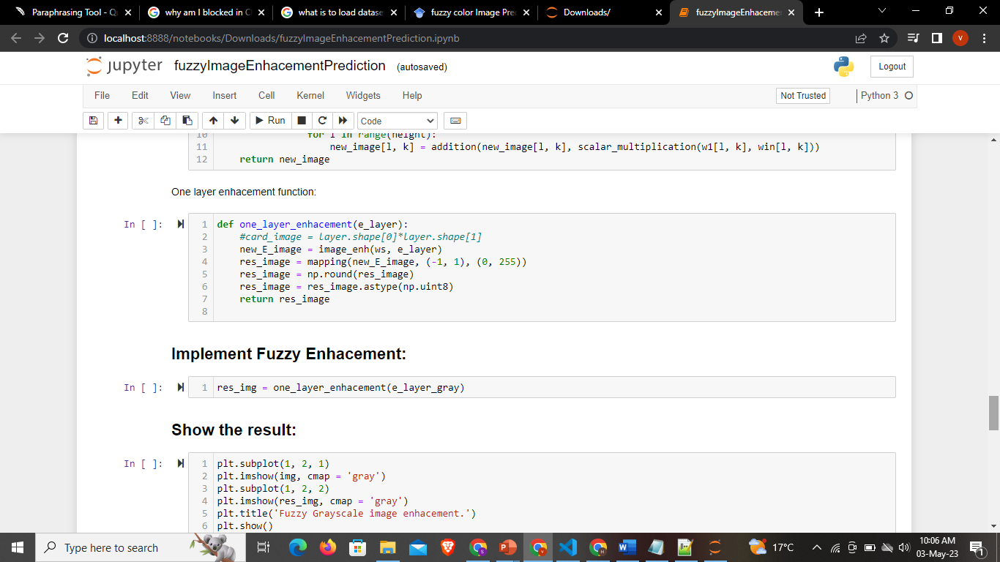 Paraphrasing Tool - Qu
why am I blocked in C
what is to load datase
fuzzy color Image Pre
Downloads/
fuzzyImageEnhaceme
localhost:8888/notebooks/Downloads/fuzzyImageEnhacementPrediction.ipynb
V
jupyter fuzzyImageEnhacementPrediction (autosaved)
Logout
File Edit View Insert Cell Kernel Widgets Help
Not Trusted
Python 3
Run
Code
10 for l in range(height):
11 new_image[l, k] = addition(new_image[l, k], scalar_multiplication(w1[l, k], win[l, k]))
12 return new_image
One layer enhacement function:
In [ ]:
1 def one_layer_enhacement(e_layer):
2 #card_image = layer.shape[0]*layer.shape[1]
3 new_E_image = image_enh(ws, e_layer)
4 res_image = mapping(new_E_image, (-1, 1), (0, 255))
5 res_image = np.round(res_image)
6 res_image = res_image.astype(np.uint8)
7 return res_image
8
Implement Fuzzy Enhacement:
In [ ]:
1 res_img = one_layer_enhacement(e_layer_gray)
Show the result:
In [ ]:
1 plt.subplot(1, 2, 1)
2 plt.imshow(img, cmap = 'gray')
3 plt.subplot(1, 2, 2)
4 plt.imshow(res_img, cmap = 'gray')
5 plt.title('Fuzzy Grayscale image enhacement.')
6 plt.show()
Type here to search
17°C
10:06 AM
03-May-23
1